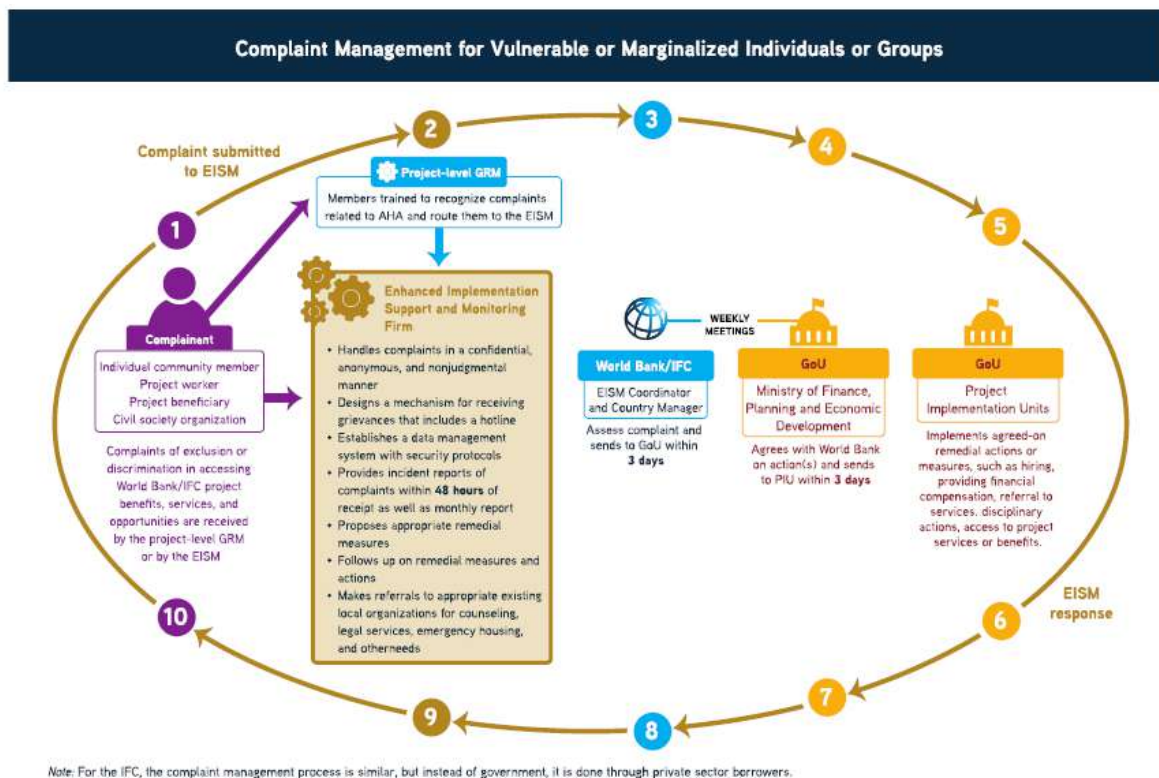 Complaint Management for Vulnerable or Marginalized Individuals or Groups
1
2
3
4
5
6
7
8
9
10
Complaint submitted
to EISM
Project-level GRM
Members trained to recognize complaints
related to AHA and route them to the EISM
Complainant
Individual community member
Project worker
Project beneficiary
Civil society organization
Complaints of exclusion or
discrimination in accessing
World Bank/IFC project
benefits, services, and
opportunities are received
by the project-level GRM
or by the EISM
Enhanced Implementation
Support and Monitoring
Firm
• Handles complaints in a confidential,
anonymous, and nonjudgmental
manner
• Designs a mechanism for receiving
grievances that includes a hotline
• Establishes a data management
system with security protocols
• Provides incident reports of
complaints within 48 hours of
receipt as well as monthly report
• Proposes appropriate remedial
measures
• Follows up on remedial measures and
actions
• Makes referrals to appropriate existing
local organizations for counseling,
legal services, emergency housing,
and otherneeds
WEEKLY
MEETINGS
World Bank/IFC
EISM Coordinator
and Country Manager
Assess complaint and
sends to GoU within
3 days
GoU
Ministry of Finance,
Planning and Economic
Development
Agrees with World Bank
on action(s) and sends
to PIU within 3 days
GoU
Project
Implementation Units
Implements agreed-on
remedial actions or
measures, such as hiring,
providing financial
compensation, referral to
services, disciplinary
actions, access to project
services or benefits.
EISM
response
Note: For the IFC, the complaint management process is similar, but instead of government, it is done through private sector borrowers.